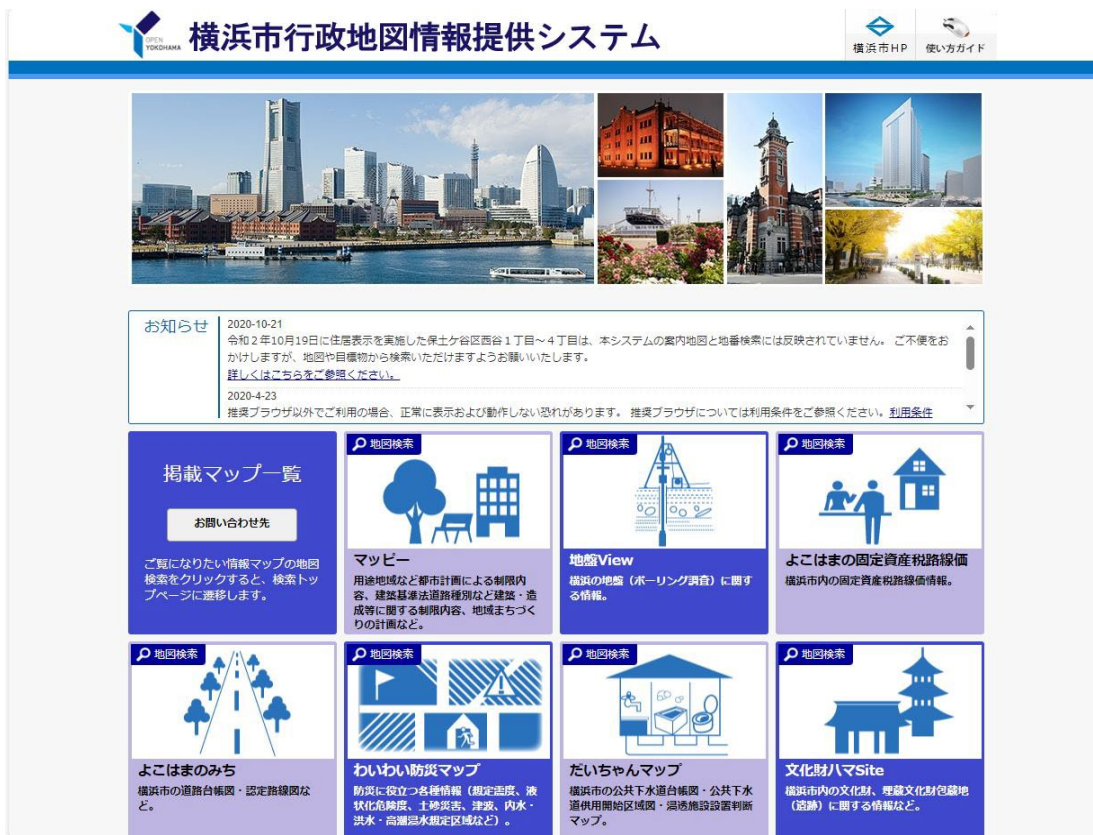 OPEN
YOKOHAMA
横浜市行政地図情報提供システム
横浜市HP
使い方ガイド
お知らせ
2020-10-21
令和2年10月19日に住居表示を実施した保土ケ谷区西谷1丁目～4丁目は、本システムの案内地図と地番検索には反映されていません。 ご不便をお
かけしますが、地図や目標物から検索いただけますようお願いいたします。
詳しくはこちらをご参照ください。
2020-4-23
推奨ブラウザ以外でご利用の場合、正常に表示および動作しない恐れがあります。 推奨ブラウザについては利用条件をご参照ください。利用条件
掲載マップ一覧
お問い合わせ先
ご覧になりたい情報マップの地図
検索をクリックすると、検索トッ
プページに遷移します。
地図検索
マッピー
用途地域など都市計画による制限内
容、建築基準法道路種別など建築・造
成等に関する制限内容、地域まちづく
りの計画など。
地図検索
地盤View
横浜の地盤（ボーリング調査）に関す
る情報。
地図検索
よこはまの固定資産税路線価
横浜市内の固定資産税路線価情報。
地図検索
よこはまのみち
横浜市の道路台帳図・認定路線図な
ど。
地図検索
わいわい防災マップ
防災に役立つ各種情報（想定震度、液
状化危険度、土砂災害、津波、内水・
洪水・高潮浸水想定区域など）。
地図検索
だいちゃんマップ
横浜市の公共下水道台帳図・公共下水
道供用開始区域図・浸透施設設置判断
マップ。
地図検索
文化財ハマSite
横浜市内の文化財、埋蔵文化財包蔵地
（遺跡）に関する情報など。